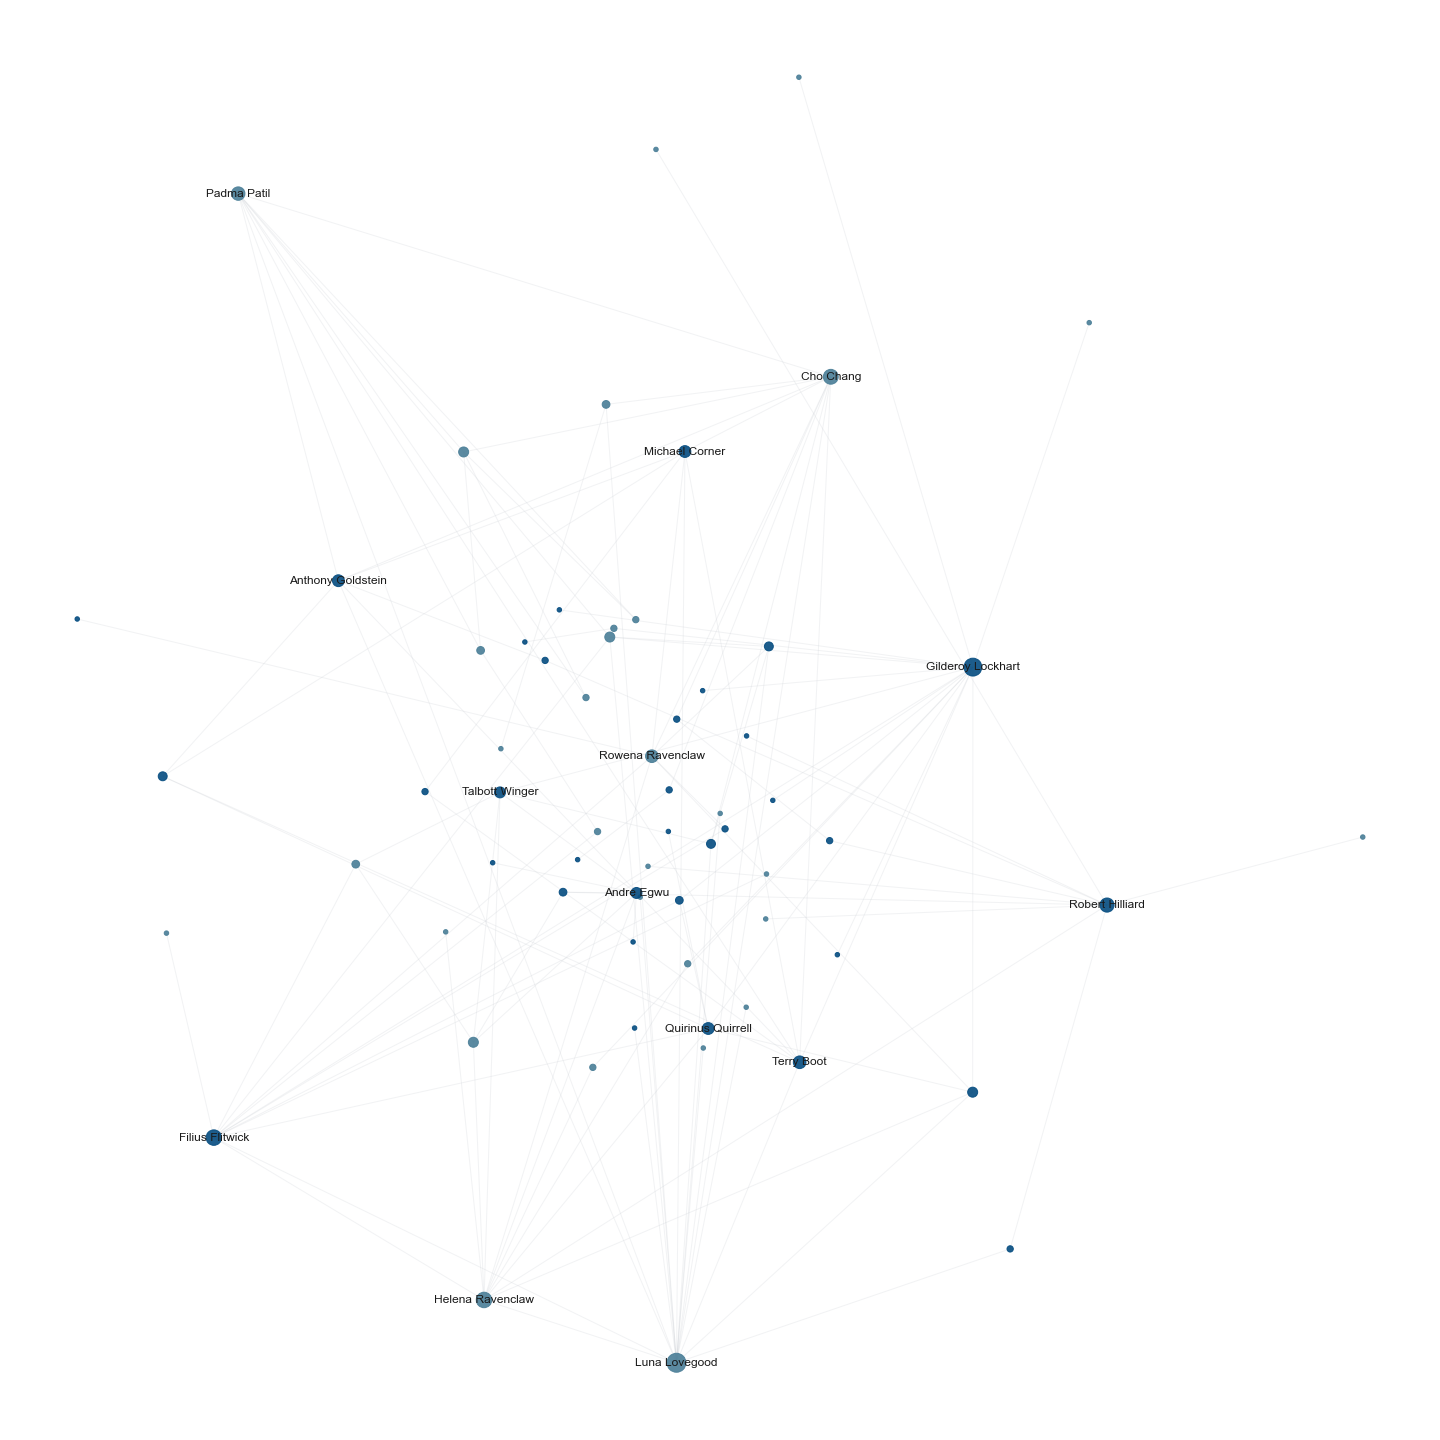 Padma Patil
Cho Chang
Michael Corner
Anthony Goldstein
Gilderoy Lockhart
Rowena Ravenclaw
Talbott Winger
Andre Egwu
Robert Hilliard
Quirinus Quirrell
Terry Boot
Filius Flitwick
Helena Ravenclaw
Luna Lovegood